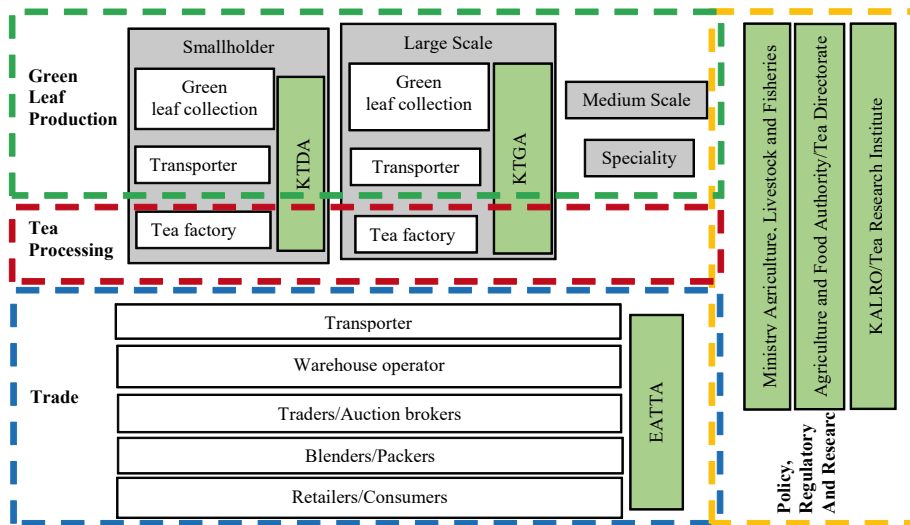 Green
Leaf
Production
Smallholder
Green
leaf collection
Transporter
Tea factory
KTDA
Large Scale
Green
leaf collection
Transporter
Tea factory
KTGA
Medium Scale
Speciality
Tea
Processing
Trade
Transporter
Warehouse operator
Traders/Auction brokers
Blenders/Packers
Retailers/Consumers
EATTA
Ministry Agriculture, Livestock and Fisheries
Agriculture and Food Authority/Tea Directorate
KALRO/Tea Research Institute
Policy,
Regulatory
And Researc